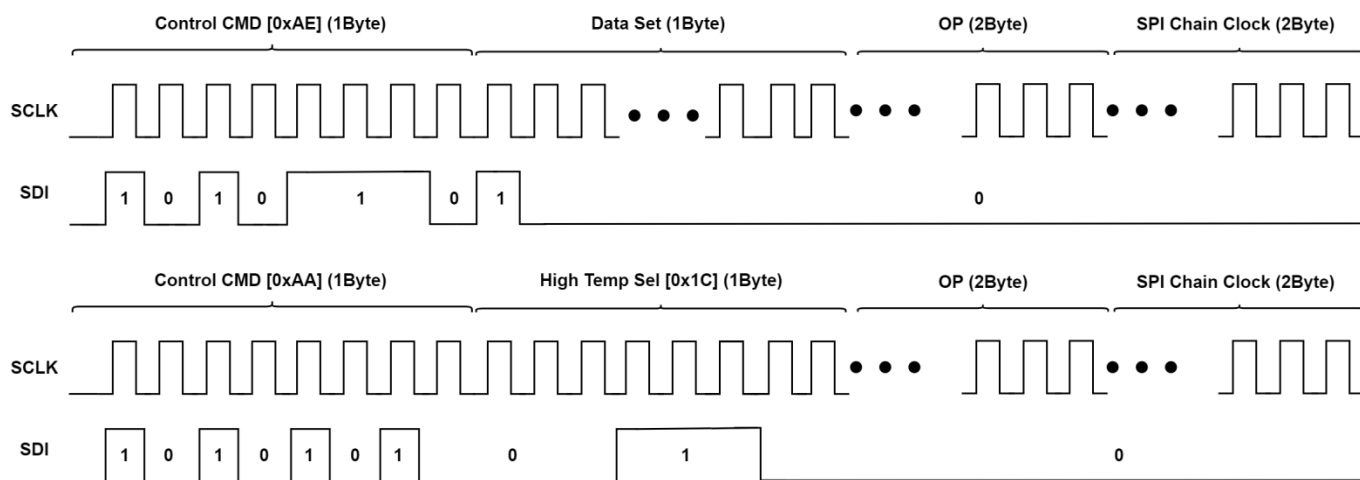 Control CMD [0xAE] (1Byte) Data Set (1Byte) OP (2Byte) SPI Chain Clock (2Byte)
SCLK
SDI 1 0 1 0 1 0 1 0
Control CMD [0xAA] (1Byte) High Temp Sel [0x1C] (1Byte) OP (2Byte) SPI Chain Clock (2Byte)
SCLK
SDI 1 0 1 0 1 0 1 0 1 0